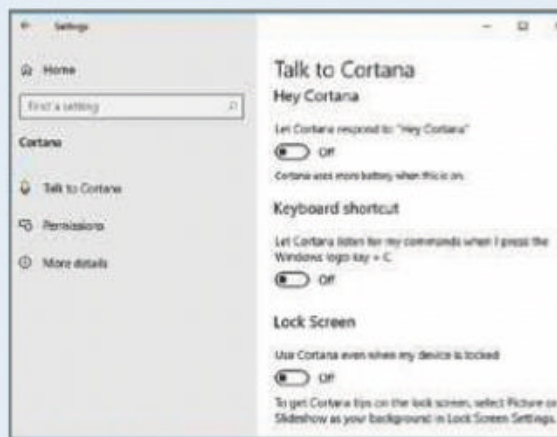 Settings
Home
Find a setting
Cortana
Talk to Cortana
Permissions
More details
Talk to Cortana
Hey Cortana
Let Cortana respond to "Hey Cortana"
Off
Cortana uses more battery when this is on.
Keyboard shortcut
Let Cortana listen for my commands when I press the
Windows logo key + C
Off
Lock Screen
Use Cortana even when my device is locked
Off
To get Cortana tips on the lock screen, select Picture or
Slideshow as your background in Lock Screen Settings.